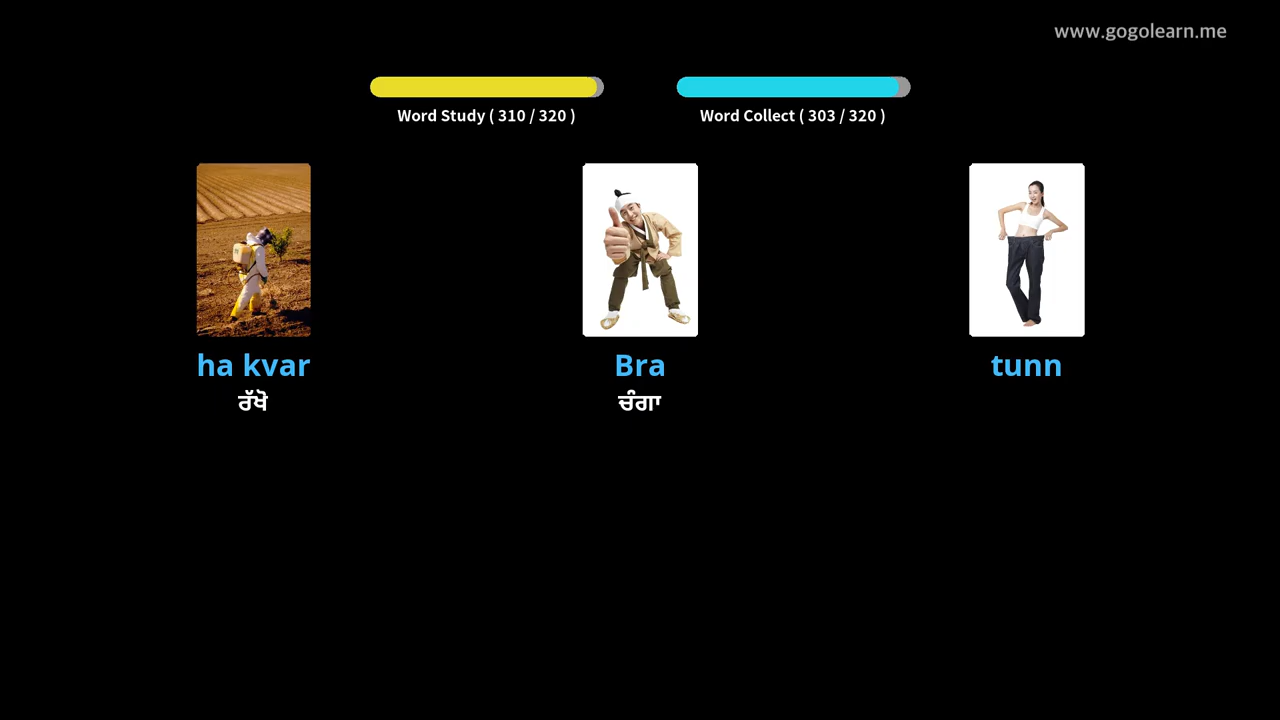 www.gogolearn.me
Word Study ( 310 / 320 )
Word Collect ( 303 / 320 )
ha kvar
Bra
tunn
ਰੱਖੋ
ਚੰਗਾ